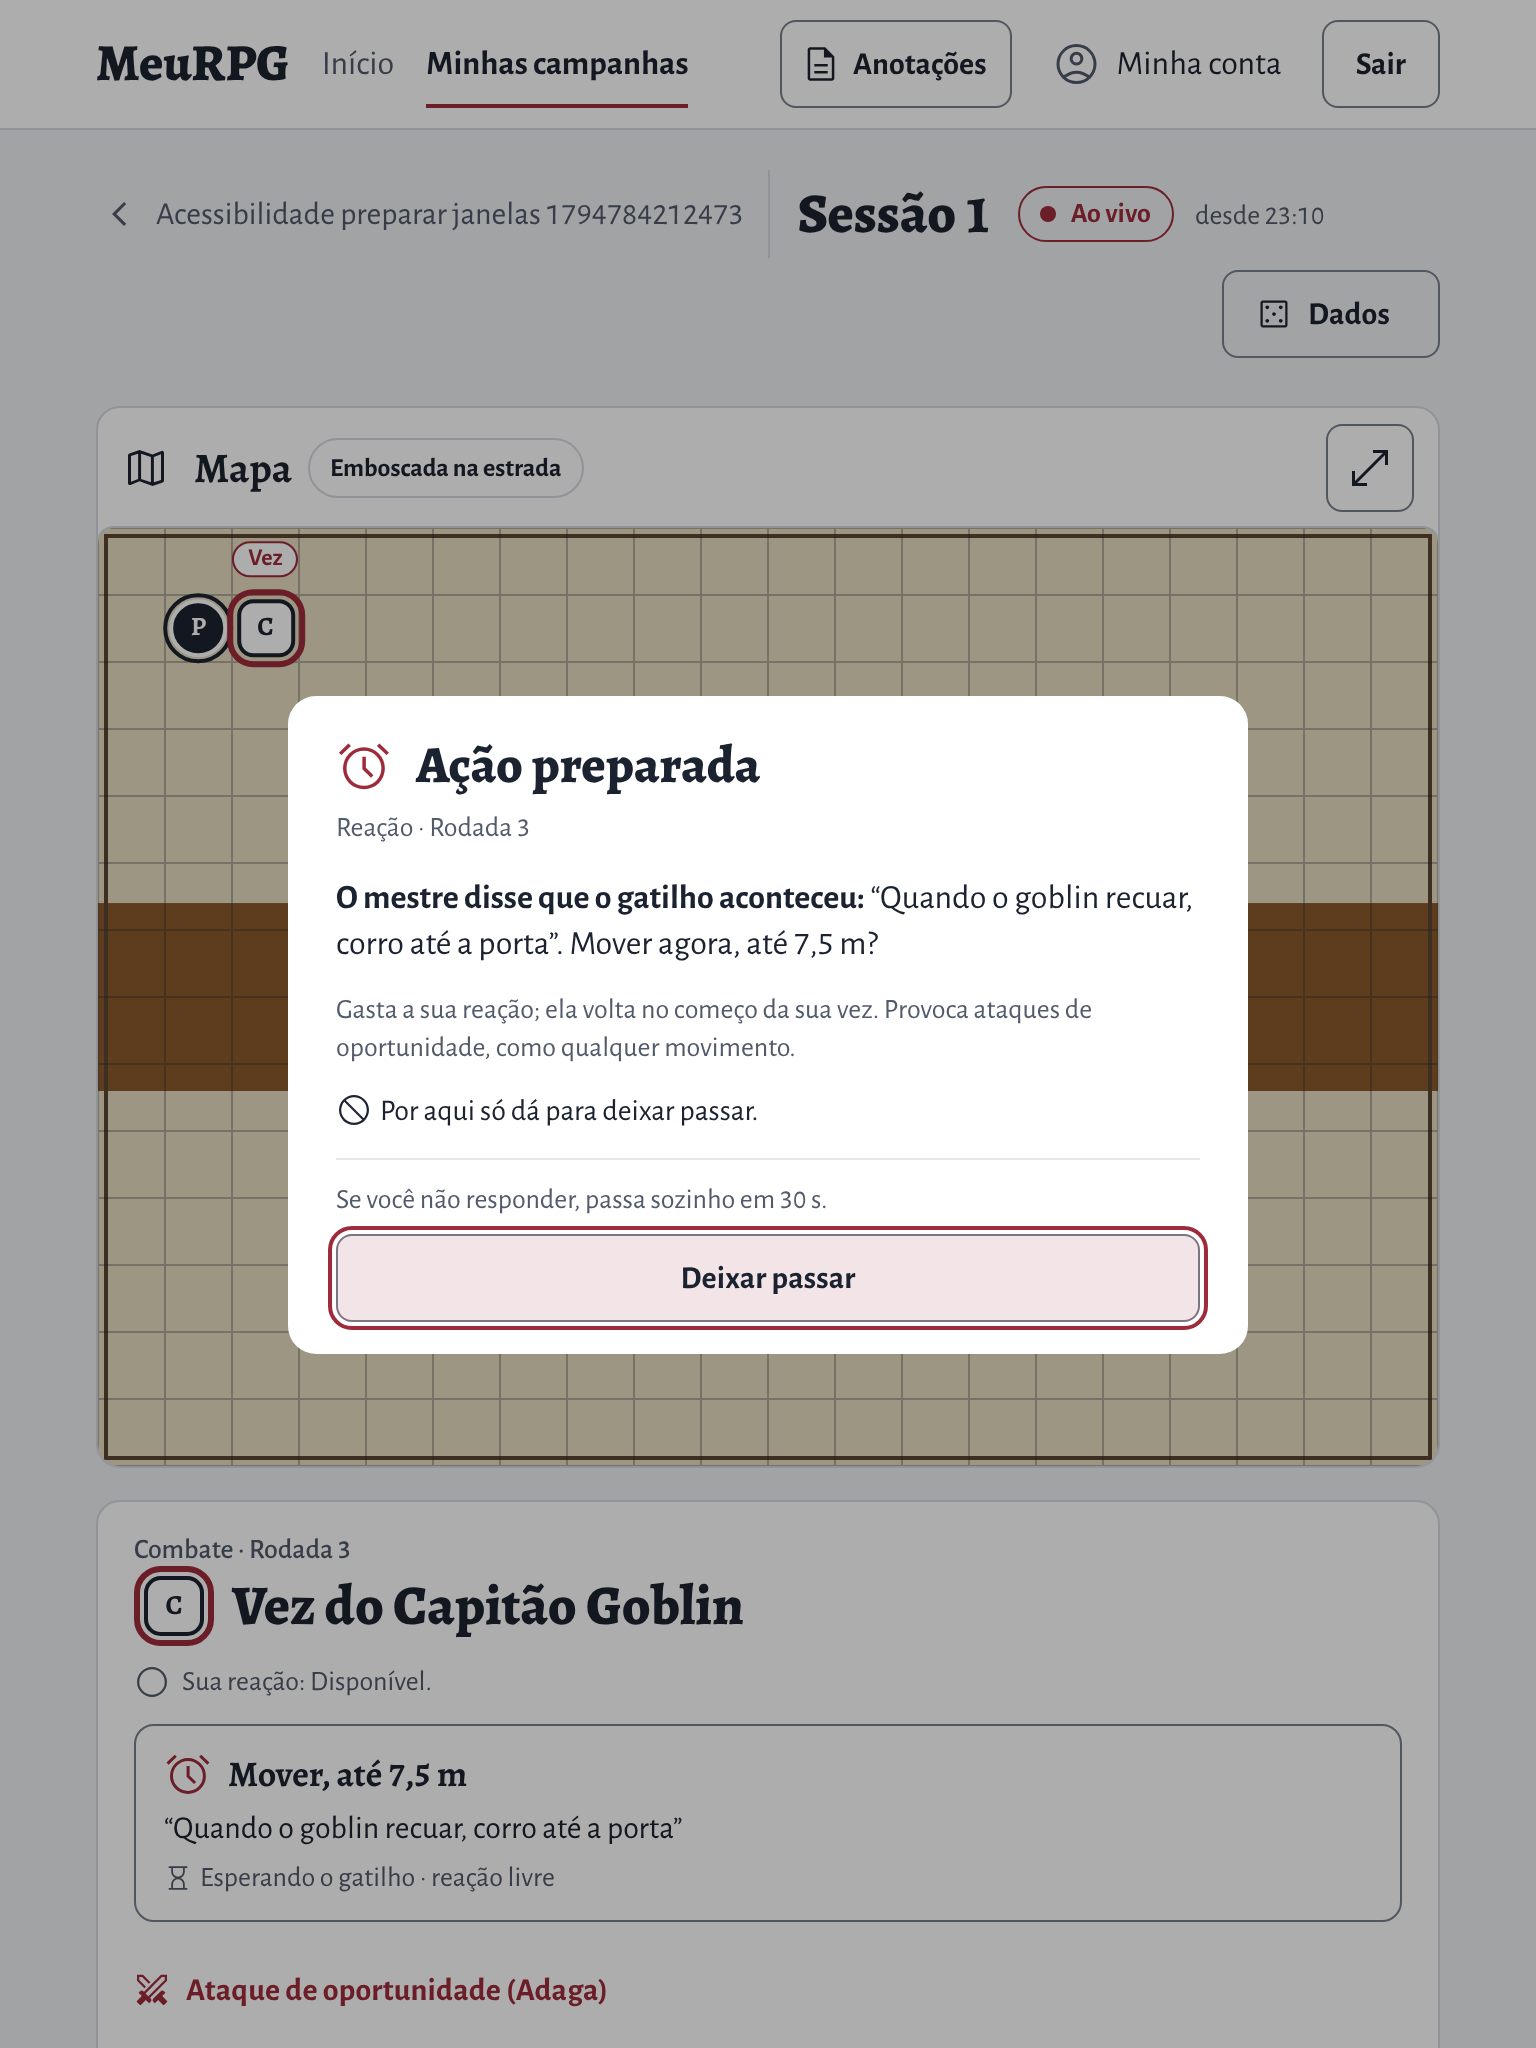 MeuRPG Início Minhas campanhas Anotações Minha conta Sair
Acessibilidade preparar janelas 1794784212473 Sessão 1 Ao vivo desde 23:10
Dados
Mapa Emboscada na estrada
Vez
P C
Ação preparada
Reação · Rodada 3
O mestre disse que o gatilho aconteceu: “Quando o goblin recuar,
corro até a porta”. Mover agora, até 7,5 m?
Gasta a sua reação; ela volta no começo da sua vez. Provoca ataques de
oportunidade, como qualquer movimento.
Por aqui só dá para deixar passar.
Se você não responder, passa sozinho em 30 s.
Deixar passar
Combate · Rodada 3
C Vez do Capitão Goblin
Sua reação: Disponível.
Mover, até 7,5 m
“Quando o goblin recuar, corro até a porta”
Esperando o gatilho · reação livre
Ataque de oportunidade (Adaga)